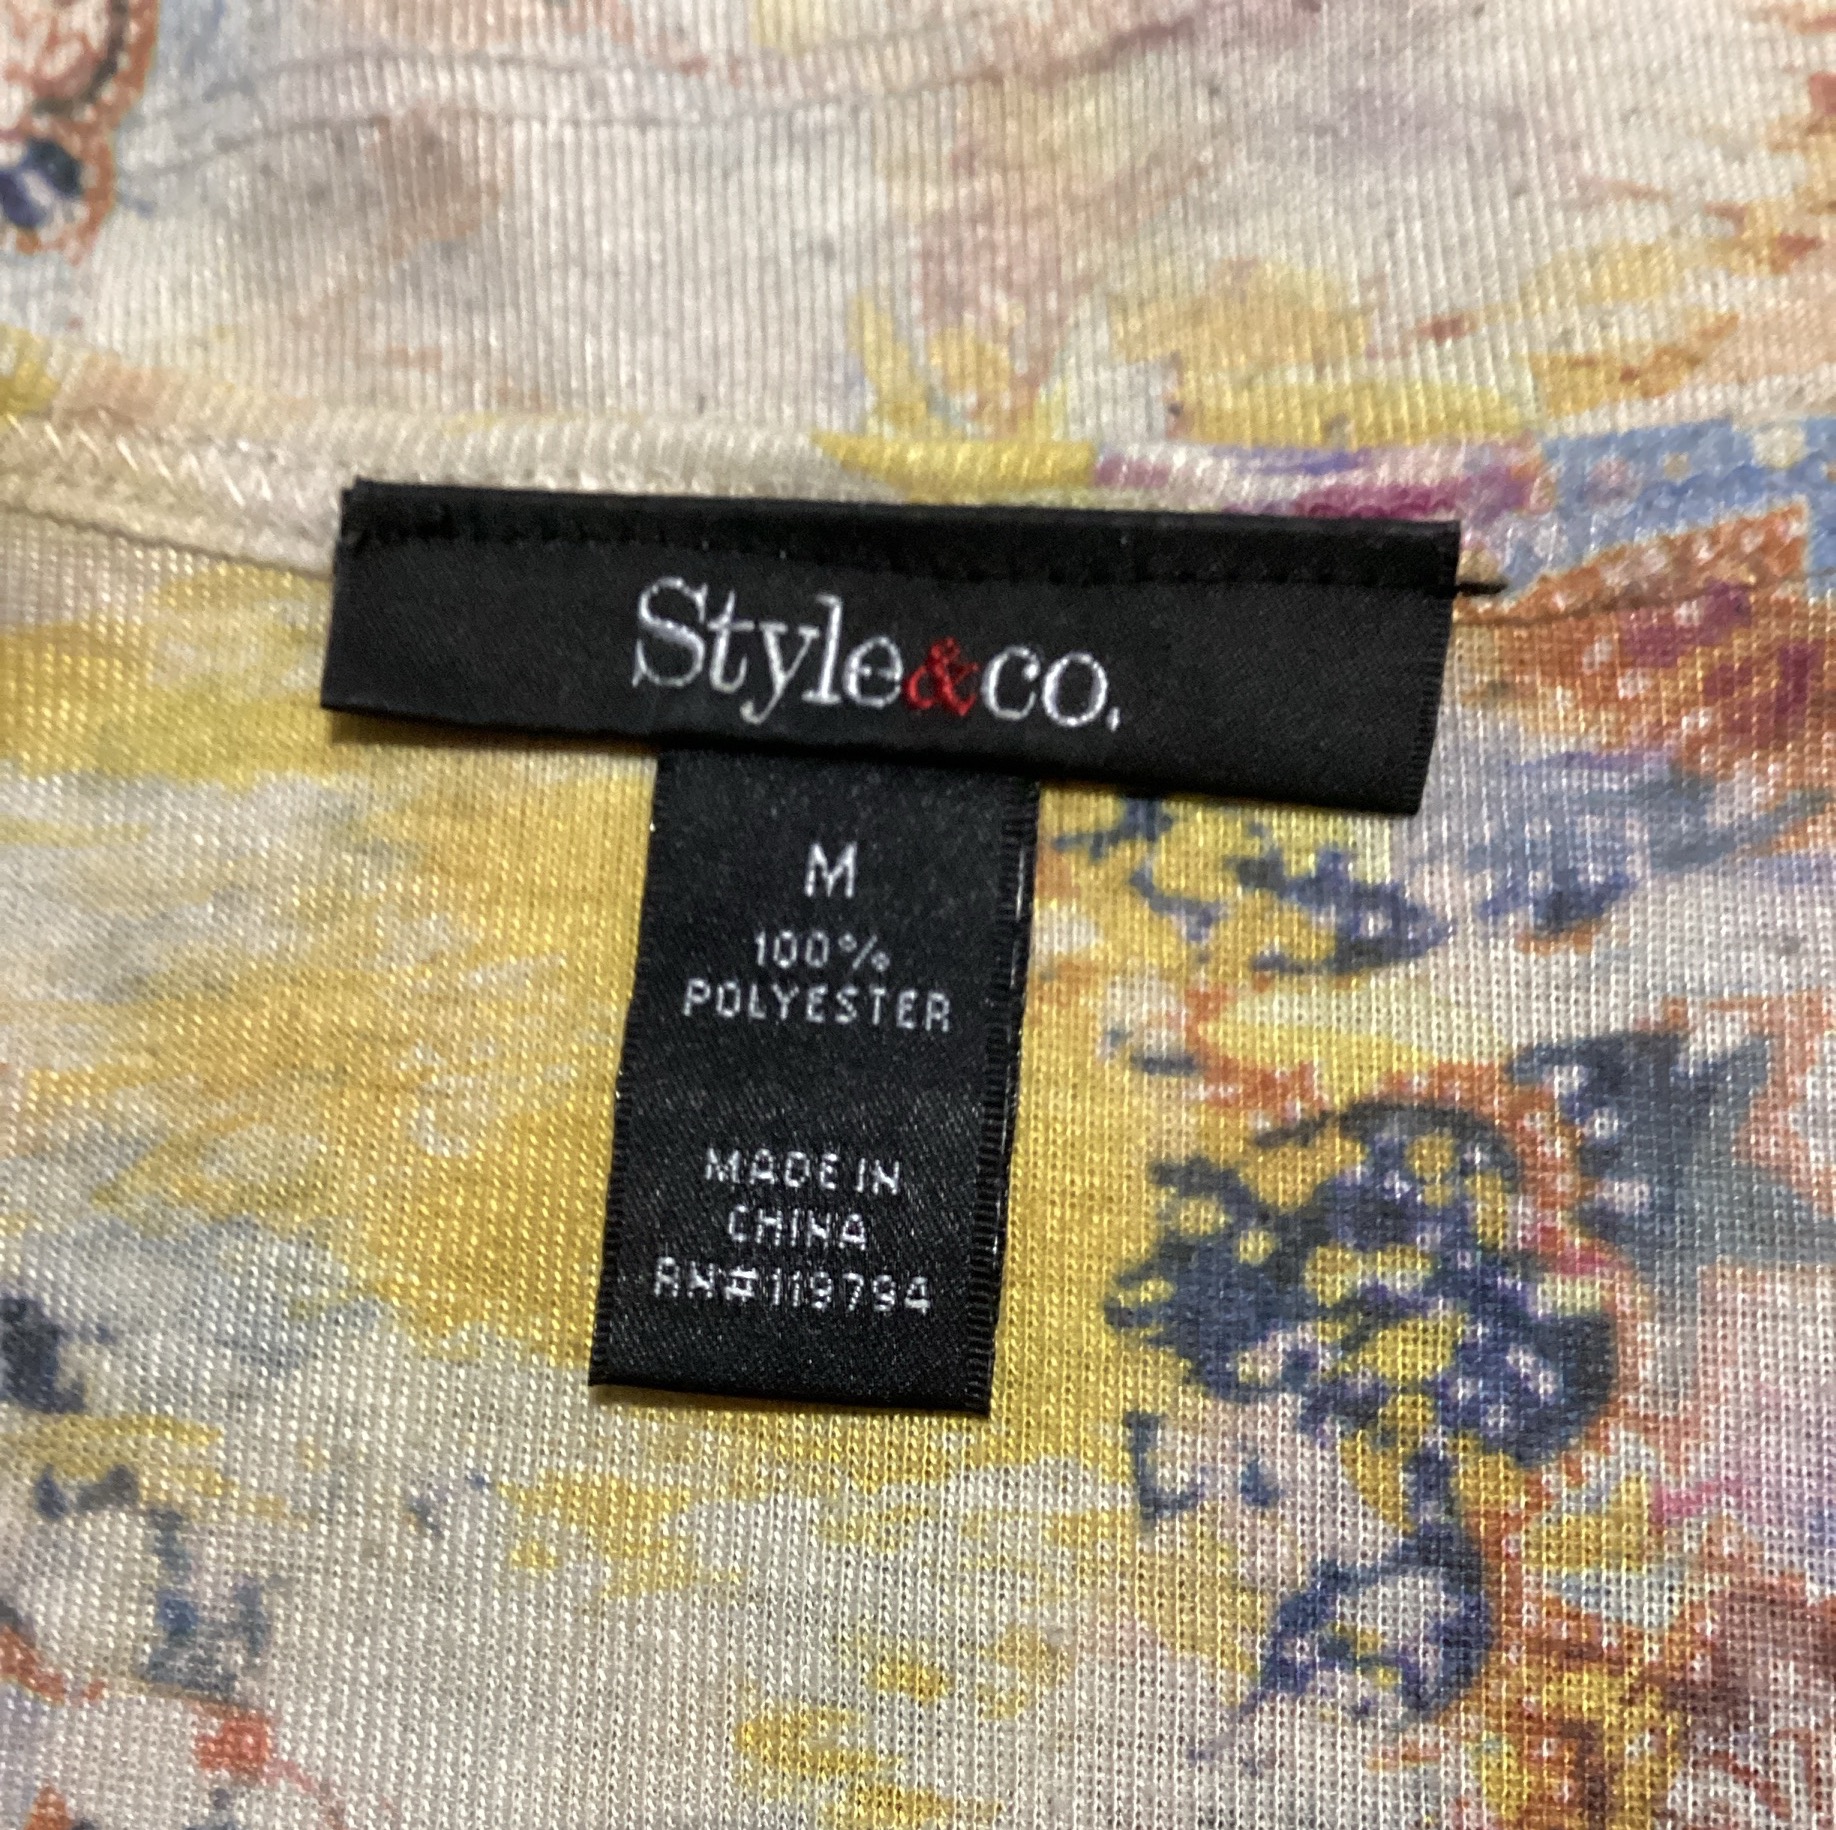 Style&co.
M
100%
POLYESTER
MADE IN
CHINA
RN#119794